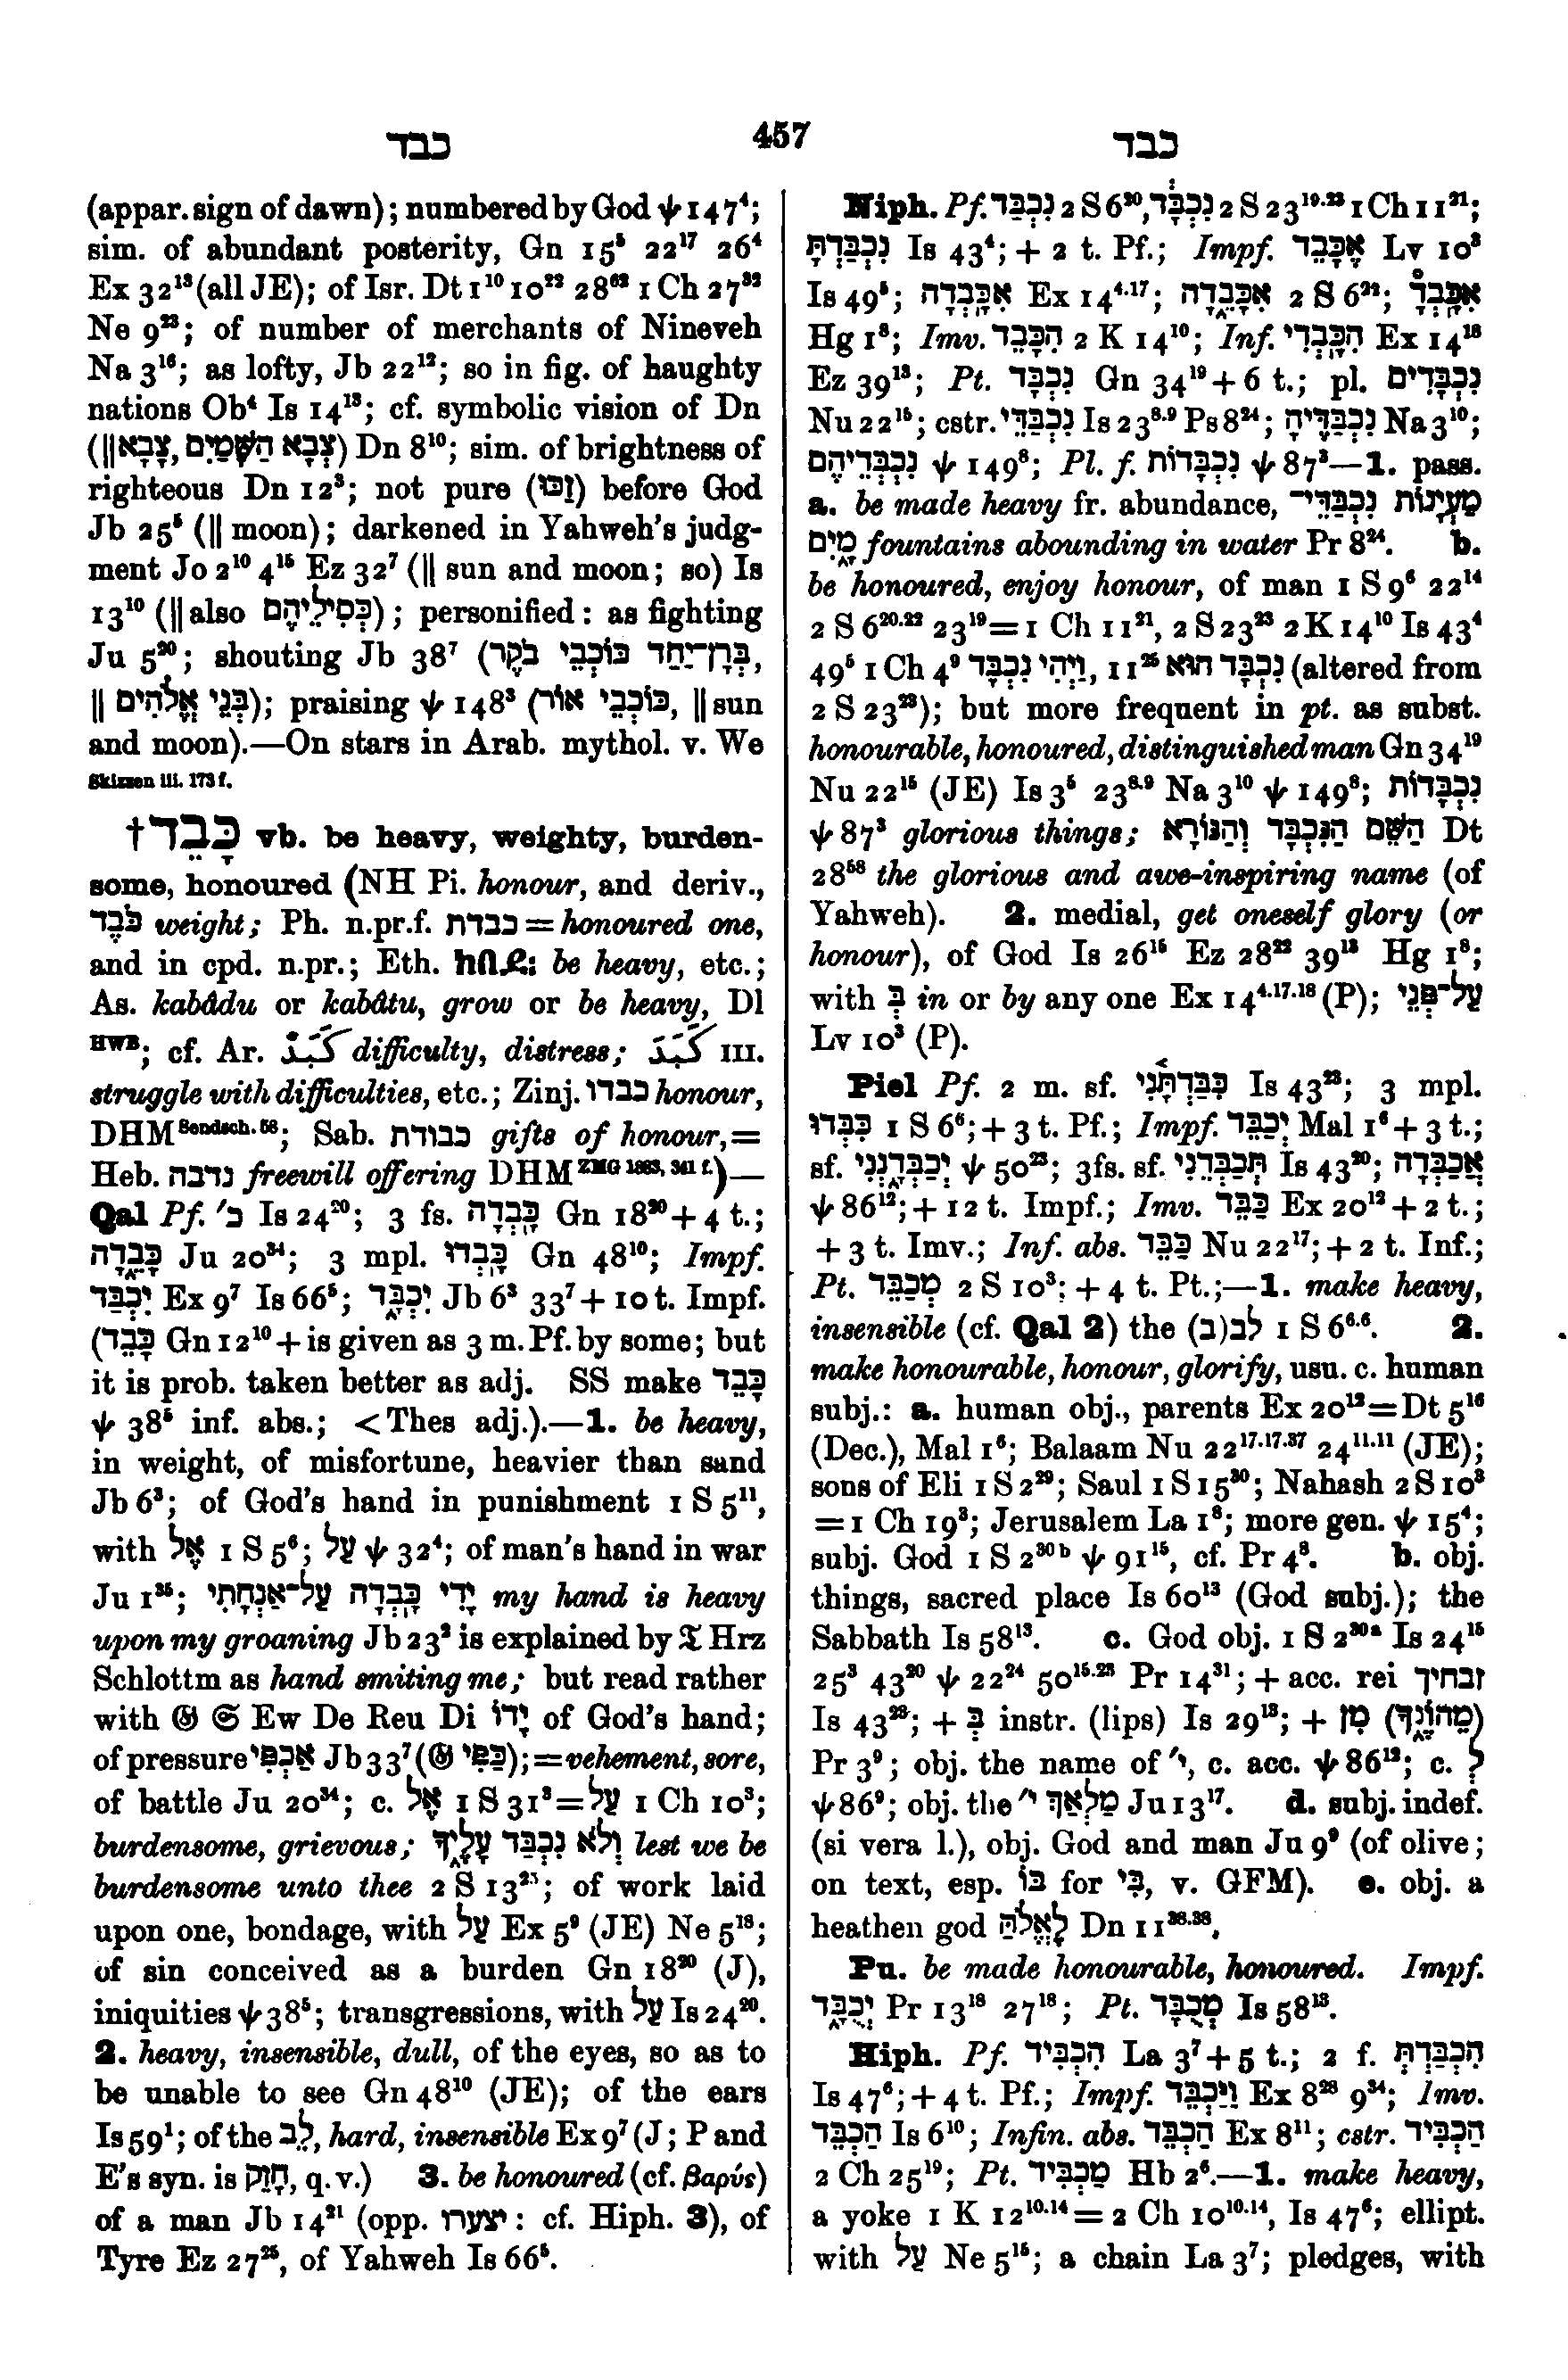 כבד 457 כבד
(appar. sign of dawn); numbered by God ψ 147⁴;
sim. of abundant posterity, Gn 15⁵ 22¹⁷ 26⁴
Ex 32¹³ (all JE); of Isr. Dt 1¹⁰ 10²² 28⁶² 1 Ch 27²³
Ne 9²³; of number of merchants of Nineveh
Na 3¹⁶; as lofty, Jb 22¹²; so in fig. of haughty
nations Ob⁴ Is 14¹³; cf. symbolic vision of Dn
(‖צְבָא הַשָּׁמַיִם, צָבָא) Dn 8¹⁰; sim. of brightness of
righteous Dn 12³; not pure (זַכּוּ) before God
Jb 25⁵ (‖ moon); darkened in Yahweh's judg-
ment Jo 2¹⁰ 4¹⁵ Ez 32⁷ (‖ sun and moon; so) Is
13¹⁰ (‖ also כְּסִילֵיהֶם); personified: as fighting
Ju 5²⁰; shouting Jb 38⁷ (בְּרָן־יַחַד כּוֹכְבֵי בֹקֶר,
‖ בְּנֵי אֱלֹהִים); praising ψ 148³ (כּוֹכְבֵי אוֹר, ‖ sun
and moon).—On stars in Arab. mythol. v. We
Skizzen iii. 173 f.
†כָּבֵד vb. be heavy, weighty, burden-
some, honoured (NH Pi. honour, and deriv.,
כֹּבֶד weight; Ph. n.pr.f. כבדת = honoured one,
and in cpd. n.pr.; Eth. ከብደ፡ be heavy, etc.;
As. kabâdu or kabâtu, grow or be heavy, Dl
HWB; cf. Ar. كَبَدٌ difficulty, distress; كَبَدَ III.
struggle with difficulties, etc.; Zinj. כבדו honour,
DHM Sendsch. 58; Sab. כבודת gifts of honour, =
Heb. נדבה freewill offering DHM ZMG 1883, 341 f.)—
Qal Pf. כ׳ Is 24²⁰; 3 fs. כָּֽבְדָה Gn 18²⁰ + 4 t.;
כָּבֵדָה Ju 20³⁴; 3 mpl. כָּֽבְדוּ Gn 48¹⁰; Impf.
יִכְבַּד Ex 9⁷ Is 66⁵; יִכְבָּד Jb 6³ 33⁷ + 10 t. Impf.
(כָּבֵד Gn 12¹⁰ + is given as 3 m. Pf. by some; but
it is prob. taken better as adj. SS make כָּבֵד
ψ 38⁵ inf. abs.; < Thes adj.).—1. be heavy,
in weight, of misfortune, heavier than sand
Jb 6³; of God's hand in punishment 1 S 5¹¹,
with אֶל 1 S 5⁶; עַל ψ 32⁴; of man's hand in war
Ju 1³⁵; יָדִי כָּֽבְדָה עַל־אַנְחָתִי my hand is heavy
upon my groaning Jb 23² is explained by 𝔗 Hrz
Schlottm as hand smiting me; but read rather
with 𝔊 𝔖 Ew De Reu Di יָדוֹ of God's hand;
of pressure אַכְפִּי Jb 33⁷ (𝔊 כַּפִּי); = vehement, sore,
of battle Ju 20³⁴; c. אֶל 1 S 31³ = עַל 1 Ch 10³;
burdensome, grievous; וְלֹא נִכְבַּד עָלֶיךָ lest we be
burdensome unto thee 2 S 13²⁵; of work laid
upon one, bondage, with עַל Ex 5⁹ (JE) Ne 5¹⁸;
of sin conceived as a burden Gn 18²⁰ (J),
iniquities ψ 38⁵; transgressions, with עַל Is 24²⁰.
2. heavy, insensible, dull, of the eyes, so as to
be unable to see Gn 48¹⁰ (JE); of the ears
Is 59¹; of the לֵב, hard, insensible Ex 9⁷ (J; P and
E's syn. is חָזַק, q. v.) 3. be honoured (cf. βαρύς)
of a man Jb 14²¹ (opp. יצערו: cf. Hiph. 3), of
Tyre Ez 27²⁵, of Yahweh Is 66⁵.
Niph. Pf. נִכְבַּד 2 S 6²⁰, נִכְבָּד 2 S 23¹⁹·²³ 1 Ch 11²¹;
נִכְבַּדְתָּ Is 43⁴; + 2 t. Pf.; Impf. אֶכָּבֵד Lv 10³
Is 49⁵; אִכָּֽבְדָה Ex 14⁴·¹⁷; אִכָּבֵדָה 2 S 6²²; אִכָּֽבְדָ
Hg 1⁸; Imv. הִכָּבֵד 2 K 14¹⁰; Inf. הִכָּֽבְדִי Ex 14¹⁸
Ez 39¹³; Pt. נִכְבָּד Gn 34¹⁹ + 6 t.; pl. נִכְבָּדִים
Nu 22¹⁵; cstr. נִכְבַּדֵּי Is 23⁸·⁹ Ps 8²⁴; נִכְבַּדֶּיהָ Na 3¹⁰;
נִכְבְּדֵיהֶם ψ 149⁸; Pl. f. נִכְבָּדוֹת ψ 87³—1. pass.
a. be made heavy fr. abundance, מַעְיָנוֹת נִכְבַּדֵּי־
מָיִם fountains abounding in water Pr 8²⁴. b.
be honoured, enjoy honour, of man 1 S 9⁶ 22¹⁴
2 S 6²⁰·²² 23¹⁹ = 1 Ch 11²¹, 2 S 23²³ 2 K 14¹⁰ Is 43⁴
49⁵ 1 Ch 4⁹ וַיְהִי נִכְבָּד, 11²⁵ נִכְבָּד הוּא (altered from
2 S 23²³); but more frequent in pt. as subst.
honourable, honoured, distinguished man Gn 34¹⁹
Nu 22¹⁵ (JE) Is 3⁵ 23⁸·⁹ Na 3¹⁰ ψ 149⁸; נִכְבָּדוֹת
ψ 87³ glorious things; הַשֵּׁם הַנִּכְבָּד וְהַנּוֹרָא Dt
28⁵⁸ the glorious and awe-inspiring name (of
Yahweh). 2. medial, get oneself glory (or
honour), of God Is 26¹⁵ Ez 28²² 39¹³ Hg 1⁸;
with בְּ in or by any one Ex 14⁴·¹⁷·¹⁸ (P); עַל־פְּנֵי
Lv 10³ (P).
Piel Pf. 2 m. sf. כִּבַּדְתָּ֫נִי Is 43²³; 3 mpl.
כִּבְּדוּ 1 S 6⁶; + 3 t. Pf.; Impf. יְכַבֵּד Mal 1⁶ + 3 t.;
sf. יְכַבְּדָנְנִי ψ 50²³; 3fs. sf. תְּכַבְּדֵנִי Is 43²⁰; אֲכַבְּדָה
ψ 86¹²; + 12 t. Impf.; Imv. כַּבֵּד Ex 20¹² + 2 t.;
+ 3 t. Imv.; Inf. abs. כַּבֵּד Nu 22¹⁷; + 2 t. Inf.;
Pt. מְכַבֵּד 2 S 10³; + 4 t. Pt.;—1. make heavy,
insensible (cf. Qal 2) the לב(ב) 1 S 6⁶·⁶. 2.
make honourable, honour, glorify, usu. c. human
subj.: a. human obj., parents Ex 20¹² = Dt 5¹⁶
(Dec.), Mal 1⁶; Balaam Nu 22¹⁷·¹⁷·³⁷ 24¹¹·¹¹ (JE);
sons of Eli 1 S 2²⁹; Saul 1 S 15³⁰; Nahash 2 S 10³
= 1 Ch 19³; Jerusalem La 1⁸; more gen. ψ 15⁴;
subj. God 1 S 2³⁰ᵇ ψ 91¹⁵, cf. Pr 4⁸. b. obj.
things, sacred place Is 60¹³ (God subj.); the
Sabbath Is 58¹³. c. God obj. 1 S 2³⁰ᵃ Is 24¹⁵
25³ 43²⁰ ψ 22²⁴ 50¹⁵·²³ Pr 14³¹; + acc. rei זבחיך
Is 43²³; + בְּ instr. (lips) Is 29¹³; + מִן (מֵהוֹנֶךָ)
Pr 3⁹; obj. the name of י׳, c. acc. ψ 86¹²; c. לְ
ψ 86⁹; obj. the מַלְאַךְ י׳ Ju 13¹⁷. d. subj. indef.
(si vera l.), obj. God and man Ju 9⁹ (of olive;
on text, esp. בּוֹ for בִּי, v. GFM). e. obj. a
heathen god לֶאֱלֹהַּ Dn 11³⁸·³⁸.
Pu. be made honourable, honoured. Impf.
יְכֻבָּד Pr 13¹⁸ 27¹⁸; Pt. מְכֻבָּד Is 58¹³.
Hiph. Pf. הִכְבִּיד La 3⁷ + 5 t.; 2 f. הִכְבַּדְתְּ
Is 47⁶; + 4 t. Pf.; Impf. וַיַּכְבֵּד Ex 8²⁸ 9³⁴; Imv.
הַכְבֵּד Is 6¹⁰; Infin. abs. הַכְבֵּד Ex 8¹¹; cstr. הַכְבִּיד
2 Ch 25¹⁹; Pt. מַכְבִּיד Hb 2⁶.—1. make heavy,
a yoke 1 K 12¹⁰·¹⁴ = 2 Ch 10¹⁰·¹⁴, Is 47⁶; ellipt.
with עַל Ne 5¹⁵; a chain La 3⁷; pledges, with